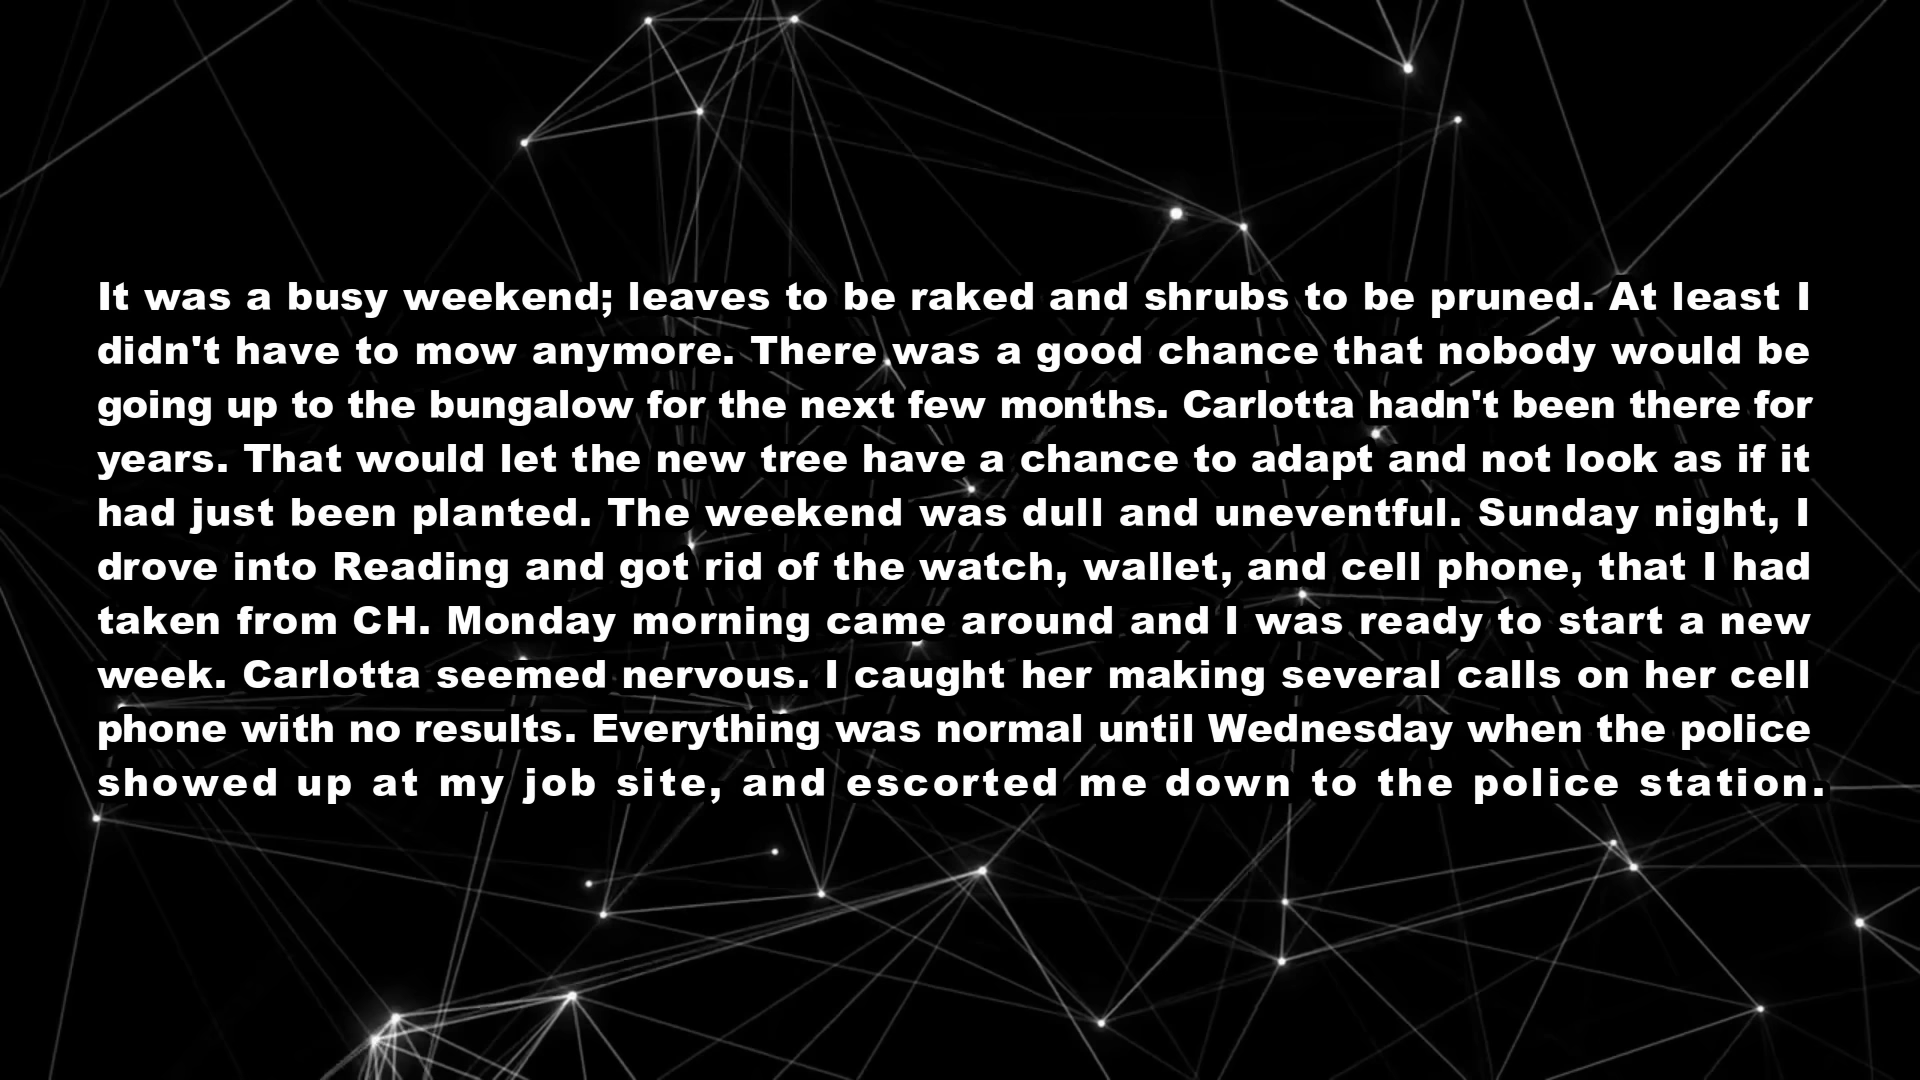 It was a busy weekend; leaves to be raked and shrubs to be pruned. At least I
didn't have to mow anymore. There was a good chance that nobody would be
going up to the bungalow for the next few months. Carlotta hadn't been there for
years. That would let the new tree have a chance to adapt and not look as if it
had just been planted. The weekend was dull and uneventful. Sunday night, I
drove into Reading and got rid of the watch, wallet, and cell phone, that I had
taken from CH. Monday morning came around and I was ready to start a new
week. Carlotta seemed nervous. I caught her making several calls on her cell
phone with no results. Everything was normal until Wednesday when the police
showed up at my job site, and escorted me down to the police station.